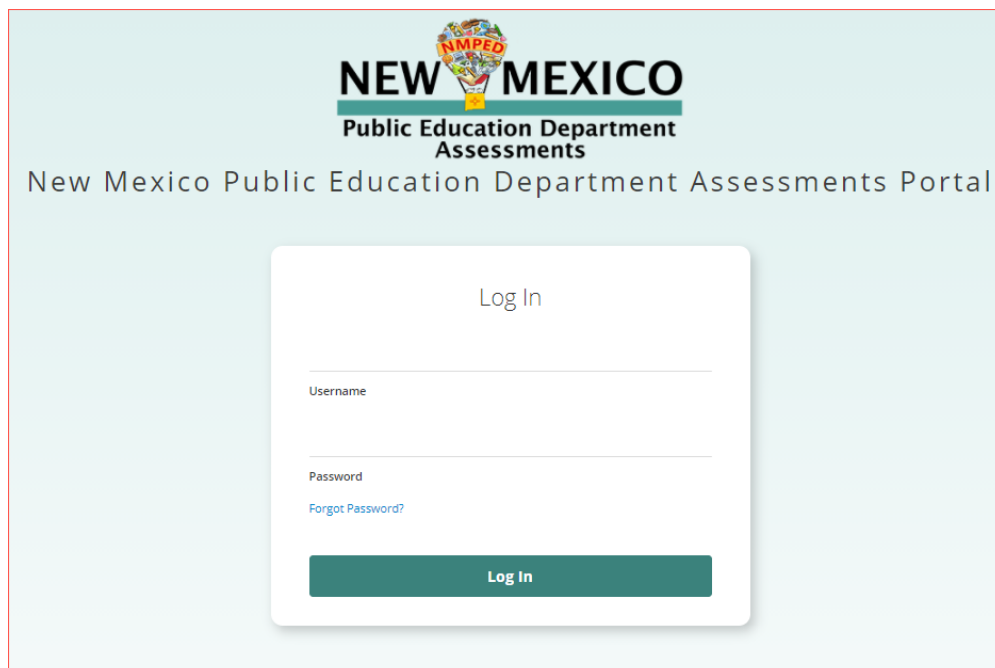 NMPED
NEW MEXICO
Public Education Department
Assessments
New Mexico Public Education Department Assessments Portal
Log In
Username
Password
Forgot Password?
Log In